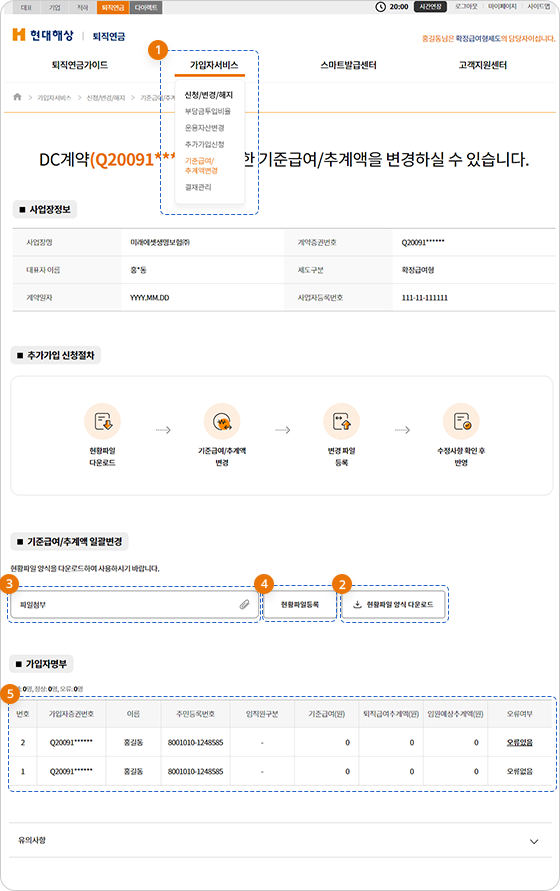 대표 기업 적하 퇴직연금 다이렉트 20:00 시간연장 로그아웃 마이페이지 사이트맵
현대해상 퇴직연금 홍길동님은 확정급여형제도의 담당자이십니다.
1
퇴직연금가이드 가입자서비스 스마트발급센터 고객지원센터
가입자서비스 신청/변경/해지 기준급여/추계
신청/변경/해지
부담금투입비율
운용자산변경
추가가입신청
기준급여/
추계액변경
결재관리
DC계약(Q20091*** 한 기준급여/추계액을 변경하실 수 있습니다.
■ 사업장정보
사업장명 미래에셋생명보험㈜ 계약증권번호 Q20091******
대표자 이름 홍*동 제도구분 확정급여형
계약일자 YYYY.MM.DD 사업자등록번호 111-11-111111
■ 추가가입 신청절차
현황파일
다운로드
기준급여/추계액
변경
변경 파일
등록
수정사항 확인 후
반영
■ 기준급여/추계액 일괄변경
현황파일 양식을 다운로드하여 사용하시기 바랍니다.
3 4 2
파일첨부 현황파일등록 현황파일 양식 다운로드
■ 가입자명부
0명, 정상: 0명, 오류: 0명
5
번호 가입자증권번호 이름 주민등록번호 임직원구분 기준급여(원) 퇴직급여추계액(원) 임원예상추계액(원) 오류여부
2 Q20091****** 홍길동 8001010-1248585 - 0 0 0 오류있음
1 Q20091****** 홍길동 8001010-1248585 - 0 0 0 오류없음
유의사항